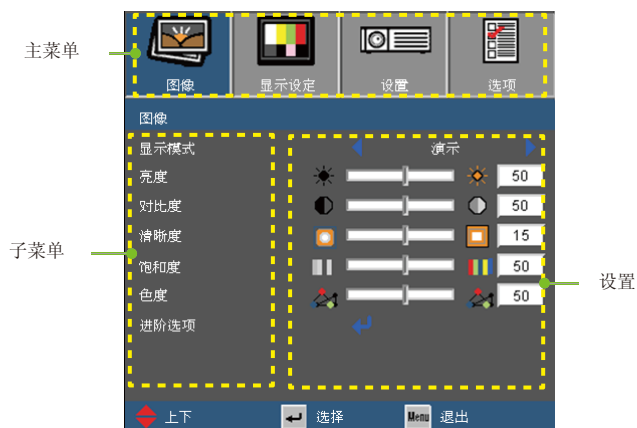 主菜单
图像
显示设定
设置
选项
图像
显示模式
演示
亮度
50
对比度
50
清晰度
15
子菜单
饱和度
50
设置
色度
50
进阶选项
上下
选择
Menu
退出